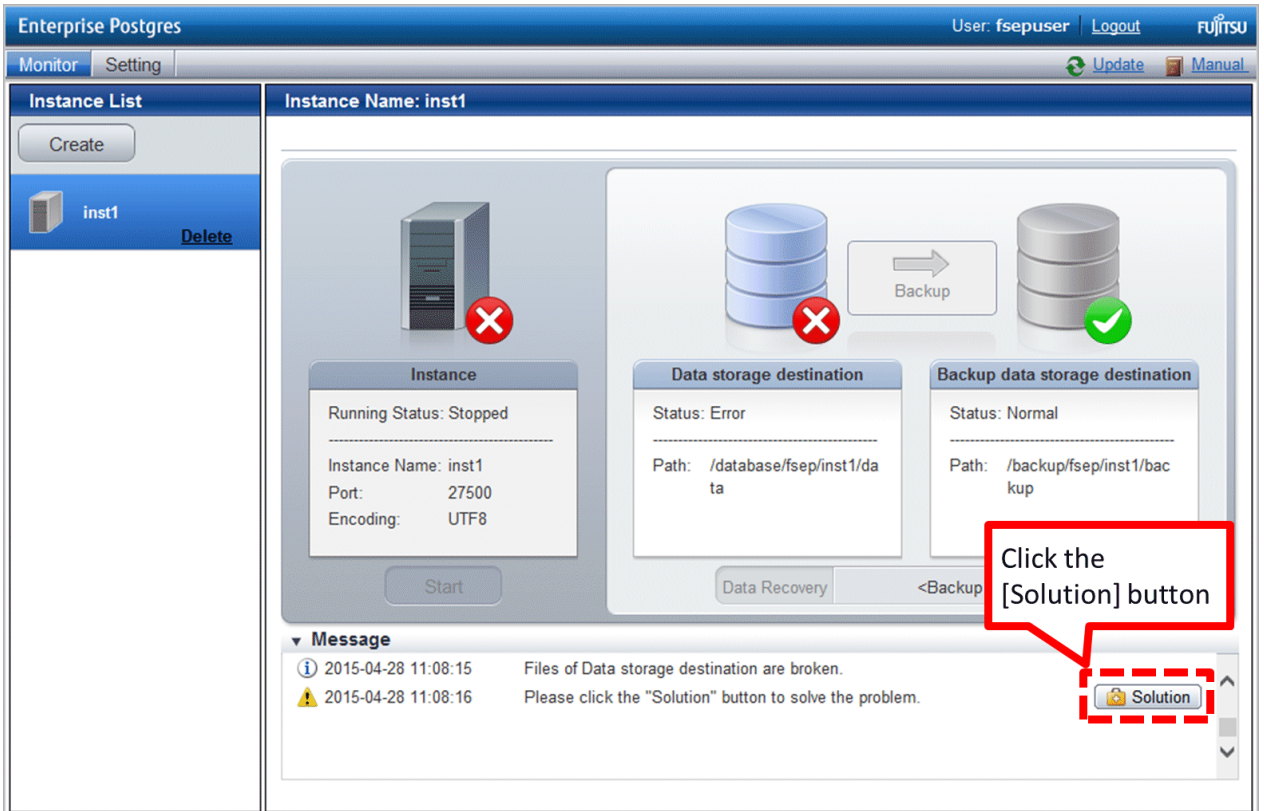 Enterprise Postgres
User: fsepuser Logout FUJITSU
Monitor Setting Update Manual
Instance List
Create
inst1
Delete
Instance Name: inst1
Backup
Instance
Running Status: Stopped
Instance Name: inst1
Port: 27500
Encoding: UTF8
Start
Data storage destination
Status: Error
Path: /database/fsep/inst1/da
ta
Backup data storage destination
Status: Normal
Path: /backup/fsep/inst1/bac
kup
Data Recovery <Backup
Click the
[Solution] button
Message
2015-04-28 11:08:15 Files of Data storage destination are broken.
2015-04-28 11:08:16 Please click the "Solution" button to solve the problem.
Solution